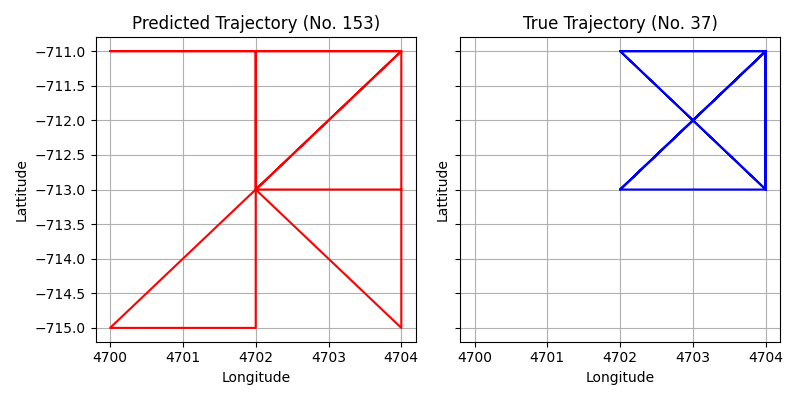 Predicted Trajectory (No. 153)
True Trajectory (No. 37)
−711.0
−711.5
−712.0
−712.5
−713.0
−713.5
−714.0
−714.5
−715.0
Lattitude
Lattitude
4700 4701 4702 4703 4704
4700 4701 4702 4703 4704
Longitude
Longitude